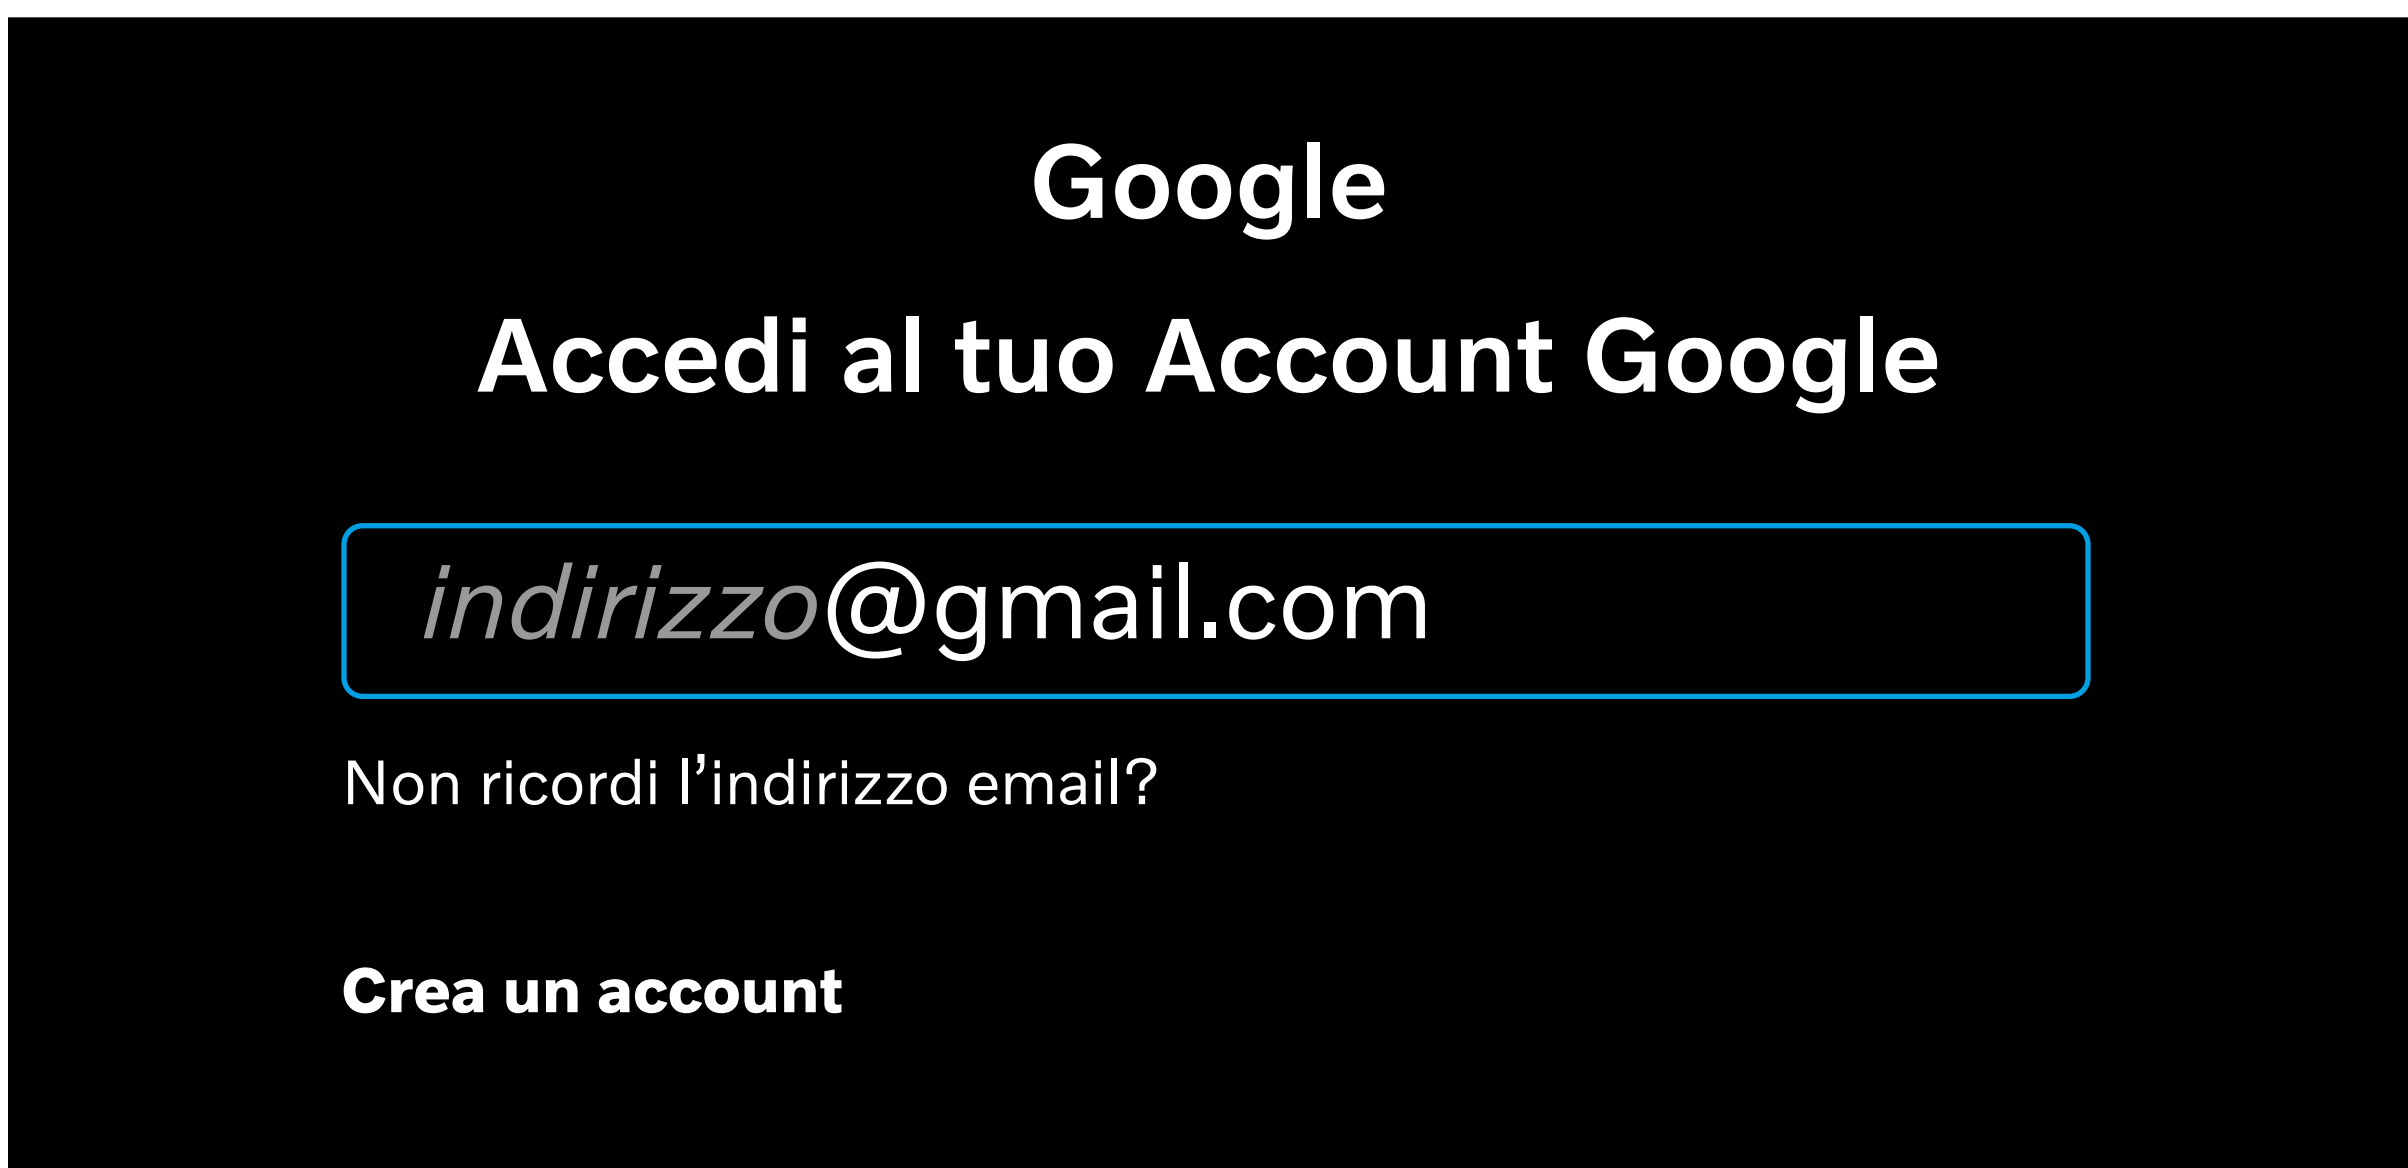 Google
Accedi al tuo Account Google
indirizzo@gmail.com
Non ricordi l’indirizzo email?
Crea un account